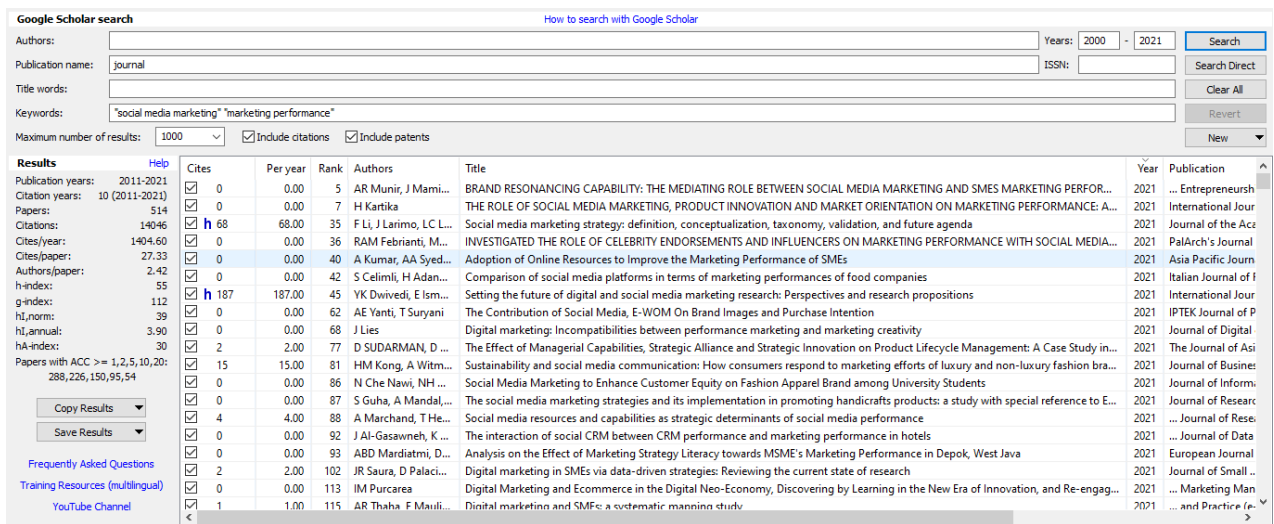 Google Scholar search How to search with Google Scholar
Authors: Years: 2000 - 2021 Search
Publication name: journal ISSN: Search Direct
Title words: Clear All
Keywords: "social media marketing" "marketing performance" Revert
Maximum number of results: 1000 Include citations Include patents New
Results Help
Publication years: 2011-2021
Citation years: 10 (2011-2021)
Papers: 514
Citations: 14046
Cites/year: 1404.60
Cites/paper: 27.33
Authors/paper: 2.42
h-index: 55
g-index: 112
hI,norm: 39
hI,annual: 3.90
hA-index: 30
Papers with ACC >= 1,2,5,10,20:
288,226,150,95,54
Copy Results
Save Results
Frequently Asked Questions
Training Resources (multilingual)
YouTube Channel
Cites Per year Rank Authors Title Year Publication
0 0.00 5 AR Munir, J Mami... BRAND RESONANCING CAPABILITY: THE MEDIATING ROLE BETWEEN SOCIAL MEDIA MARKETING AND SMES MARKETING PERFOR... 2021 ... Entrepreneursh
0 0.00 7 H Kartika THE ROLE OF SOCIAL MEDIA MARKETING, PRODUCT INNOVATION AND MARKET ORIENTATION ON MARKETING PERFORMANCE: A... 2021 International Jour
h 68 68.00 35 F Li, J Larimo, LC L... Social media marketing strategy: definition, conceptualization, taxonomy, validation, and future agenda 2021 Journal of the Aca
0 0.00 36 RAM Febrianti, M... INVESTIGATED THE ROLE OF CELEBRITY ENDORSEMENTS AND INFLUENCERS ON MARKETING PERFORMANCE WITH SOCIAL MEDIA... 2021 PalArch's Journal
0 0.00 40 A Kumar, AA Syed... Adoption of Online Resources to Improve the Marketing Performance of SMEs 2021 Asia Pacific Journ
0 0.00 42 S Celimli, H Adan... Comparison of social media platforms in terms of marketing performances of food companies 2021 Italian Journal of F
h 187 187.00 45 YK Dwivedi, E Ism... Setting the future of digital and social media marketing research: Perspectives and research propositions 2021 International Jour
0 0.00 62 AE Yanti, T Suryani The Contribution of Social Media, E-WOM On Brand Images and Purchase Intention 2021 IPTEK Journal of P
0 0.00 68 J Lies Digital marketing: Incompatibilities between performance marketing and marketing creativity 2021 Journal of Digital
2 2.00 77 D SUDARMAN, D ... The Effect of Managerial Capabilities, Strategic Alliance and Strategic Innovation on Product Lifecycle Management: A Case Study in... 2021 The Journal of Asi
15 15.00 81 HM Kong, A Witm... Sustainability and social media communication: How consumers respond to marketing efforts of luxury and non-luxury fashion bra... 2021 Journal of Busines
0 0.00 86 N Che Nawi, NH ... Social Media Marketing to Enhance Customer Equity on Fashion Apparel Brand among University Students 2021 Journal of Informa
0 0.00 87 S Guha, A Mandal,... The social media marketing strategies and its implementation in promoting handicrafts products: a study with special reference to E... 2021 Journal of Researc
4 4.00 88 A Marchand, T He... Social media resources and capabilities as strategic determinants of social media performance 2021 ... Journal of Resea
0 0.00 92 J Al-Gasawneh, K ... The interaction of social CRM between CRM performance and marketing performance in hotels 2021 ... Journal of Data
0 0.00 93 ABD Mardiatmi, D... Analysis on the Effect of Marketing Strategy Literacy towards MSME's Marketing Performance in Depok, West Java 2021 European Journal
2 2.00 102 JR Saura, D Palaci... Digital marketing in SMEs via data-driven strategies: Reviewing the current state of research 2021 Journal of Small ..
0 0.00 113 IM Purcarea Digital Marketing and Ecommerce in the Digital Neo-Economy, Discovering by Learning in the New Era of Innovation, and Re-engag... 2021 ... Marketing Man
1 1.00 115 AR Thaha, E Mauli... Digital marketing and SMEs: a systematic mapping study 2021 ... and Practice (e-